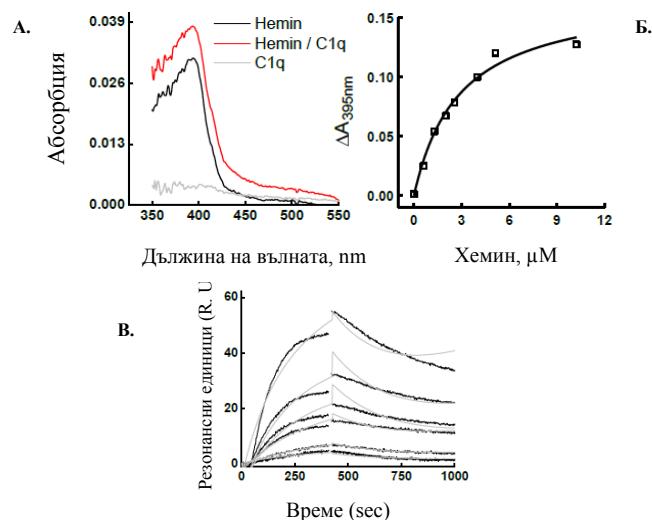 А.
Hemin
Hemin / C1q
C1q
0.039
0.026
0.013
0.000
350 400 450 500 550
Абсорбция
Дължина на вълната, nm
Б.
0.15
0.10
0.05
0.00
0 3 6 9 12
ΔA395nm
Хемин, µM
В.
60
40
20
0
0 250 500 750 1000
Резонансни единици (R. U
Време (sec)